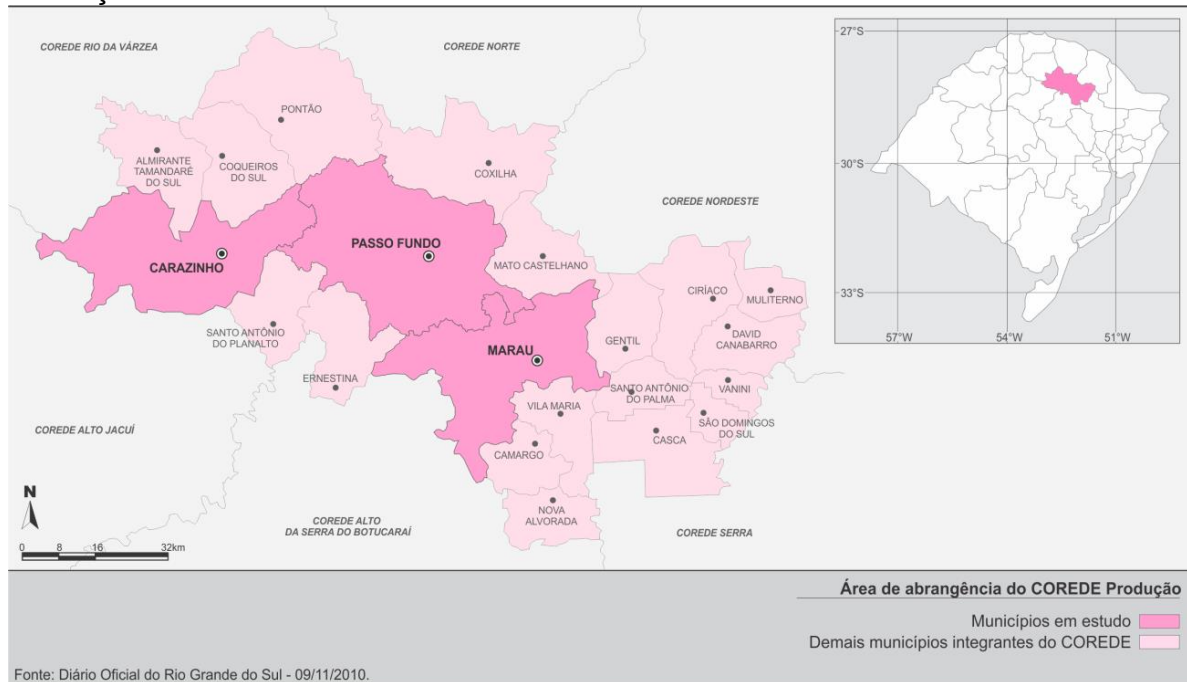 COREDE RIO DA VÁRZEA
COREDE NORTE
PONTÃO
ALMIRANTE
TAMANDARÉ
DO SUL
COQUEIROS
DO SUL
COXILHA
COREDE NORDESTE
PASSO FUNDO
CARAZINHO
MATO CASTELHANO
CIRÍACO
MULITERNO
SANTO ANTÔNIO
DO PLANALTO
DAVID
CANABARRO
GENTIL
MARAU
ERNESTINA
VANINI
SANTO ANTÔNIO
DO PALMA
VILA MARIA
SÃO DOMINGOS
DO SUL
COREDE ALTO JACUÍ
CASCA
CAMARGO
NOVA
ALVORADA
COREDE ALTO
DA SERRA DO BOTUCARAÍ
COREDE SERRA
N
0 8 16 32km
27°S
30°S
33°S
57°W 54°W 51°W
Área de abrangência do COREDE Produção
Municípios em estudo
Demais municípios integrantes do COREDE
Fonte: Diário Oficial do Rio Grande do Sul - 09/11/2010.